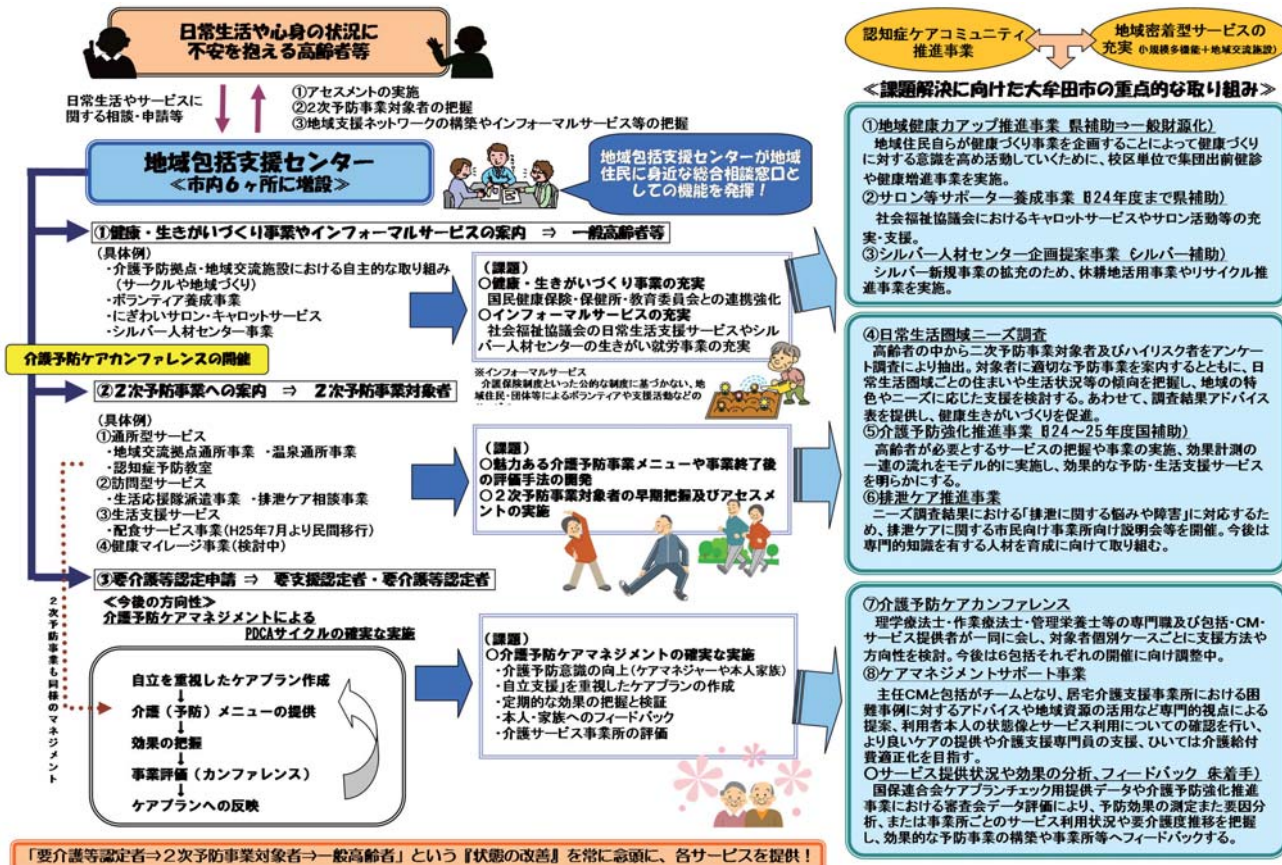 日常生活や心身の状況に
不安を抱える高齢者等
日常生活やサービスに
関する相談・申請等
①アセスメントの実施
②2次予防事業対象者の把握
③地域支援ネットワークの構築やインフォーマルサービス等の把握
地域包括支援センター
≪市内6ヶ所に増設≫
地域包括支援センターが地域
住民に身近な総合相談窓口と
しての機能を発揮!
①健康・生きがいづくり事業やインフォーマルサービスの案内 ⇒ 一般高齢者等
(具体例)
・介護予防拠点・地域交流施設における自主的な取り組み
(サークルや地域づくり)
・ボランティア養成事業
・にぎわいサロン・キャロットサービス
・シルバー人材センター事業
(課題)
○健康・生きがいづくり事業の充実
国民健康保険・保健所・教育委員会との連携強化
○インフォーマルサービスの充実
社会福祉協議会の日常生活支援サービスやシル
バー人材センターの生きがい就労事業の充実
介護予防ケアカンファレンスの開催
※インフォーマルサービス
介護保険制度といった公的な制度に基づかない、地
域住民・団体等によるボランティアや支援活動などの
②2次予防事業への案内 ⇒ 2次予防事業対象者
(具体例)
①通所型サービス
・地域交流拠点通所事業 ・温泉通所事業
・認知症予防教室
②訪問型サービス
・生活応援隊派遣事業 ・排泄ケア相談事業
③生活支援サービス
・配食サービス事業(H25年7月より民間移行)
④健康マイレージ事業(検討中)
(課題)
○魅力ある介護予防事業メニューや事業終了後
の評価手法の開発
○2次予防事業対象者の早期把握及びアセスメ
ントの実施
③要介護等認定申請 ⇒ 要支援認定者・要介護等認定者
2次予防事業も同様のマネジメント
≪今後の方向性≫
介護予防ケアマネジメントによる
PDCAサイクルの確実な実施
自立を重視したケアプラン作成
介護(予防)メニューの提供
効果の把握
事業評価(カンファレンス)
ケアプランへの反映
(課題)
○介護予防ケアマネジメントの確実な実施
・介護予防意識の向上(ケアマネジャーや本人家族)
・自立支援」を重視したケアプランの作成
・定期的な効果の把握と検証
・本人・家族へのフィードバック
・介護サービス事業所の評価
「要介護等認定者⇒2次予防事業対象者⇒一般高齢者」という『状態の改善』を常に念頭に、各サービスを提供!
認知症ケアコミュニティ
推進事業
地域密着型サービスの
充実(小規模多機能+地域交流施設)
≪課題解決に向けた大牟田市の重点的な取り組み≫
①地域健康力アップ推進事業 県補助⇒一般財源化)
地域住民自らが健康づくり事業を企画することによって健康づくり
に対する意識を高め活動していくために、校区単位で集団出前健診
や健康増進事業を実施。
②サロン等サポーター養成事業 H24年度まで県補助)
社会福祉協議会におけるキャロットサービスやサロン活動等の充
実・支援。
③シルバー人材センター企画提案事業 シルバー補助)
シルバー新規事業の拡充のため、休耕地活用事業やリサイクル推
進事業を実施。
④日常生活圏域ニーズ調査
高齢者の中から二次予防事業対象者及びハイリスク者をアンケー
ト調査により抽出。対象者に適切な予防事業を案内するとともに、日
常生活圏域ごとの住まいや生活状況等の傾向を把握し、地域の特
色やニーズに応じた支援を検討する。あわせて、調査結果アドバイス
表を提供し、健康生きがいづくりを促進。
⑤介護予防強化推進事業 H24～25年度国補助)
高齢者が必要とするサービスの把握や事業の実施、効果計測の
一連の流れをモデル的に実施し、効果的な予防・生活支援サービス
を明らかにする。
⑥排泄ケア推進事業
ニーズ調査結果における「排泄に関する悩みや障害」に対応するた
め、排泄ケアに関する市民向け事業所向け説明会等を開催。今後は
専門的知識を有する人材を育成に向けて取り組む。
⑦介護予防ケアカンファレンス
理学療法士・作業療法士・管理栄養士等の専門職及び包括・CM・
サービス提供者が一同に会し、対象者個別ケースごとに支援方法や
方向性を検討。今後は6包括それぞれの開催に向け調整中。
⑧ケアマネジメントサポート事業
主任CMと包括がチームとなり、居宅介護支援事業所における困
難事例に対するアドバイスや地域資源の活用など専門的視点による
提案、利用者本人の状態像とサービス利用についての確認を行い、
より良いケアの提供や介護支援専門員の支援、ひいては介護給付
費適正化を目指す。
○サービス提供状況や効果の分析、フィードバック 未着手)
国保連合会ケアプランチェック用提供データや介護予防強化推進
事業における審査会データ評価により、予防効果の測定また要因分
析、または事業所ごとのサービス利用状況や要介護度推移を把握
し、効果的な予防事業の構築や事業所等へフィードバックする。